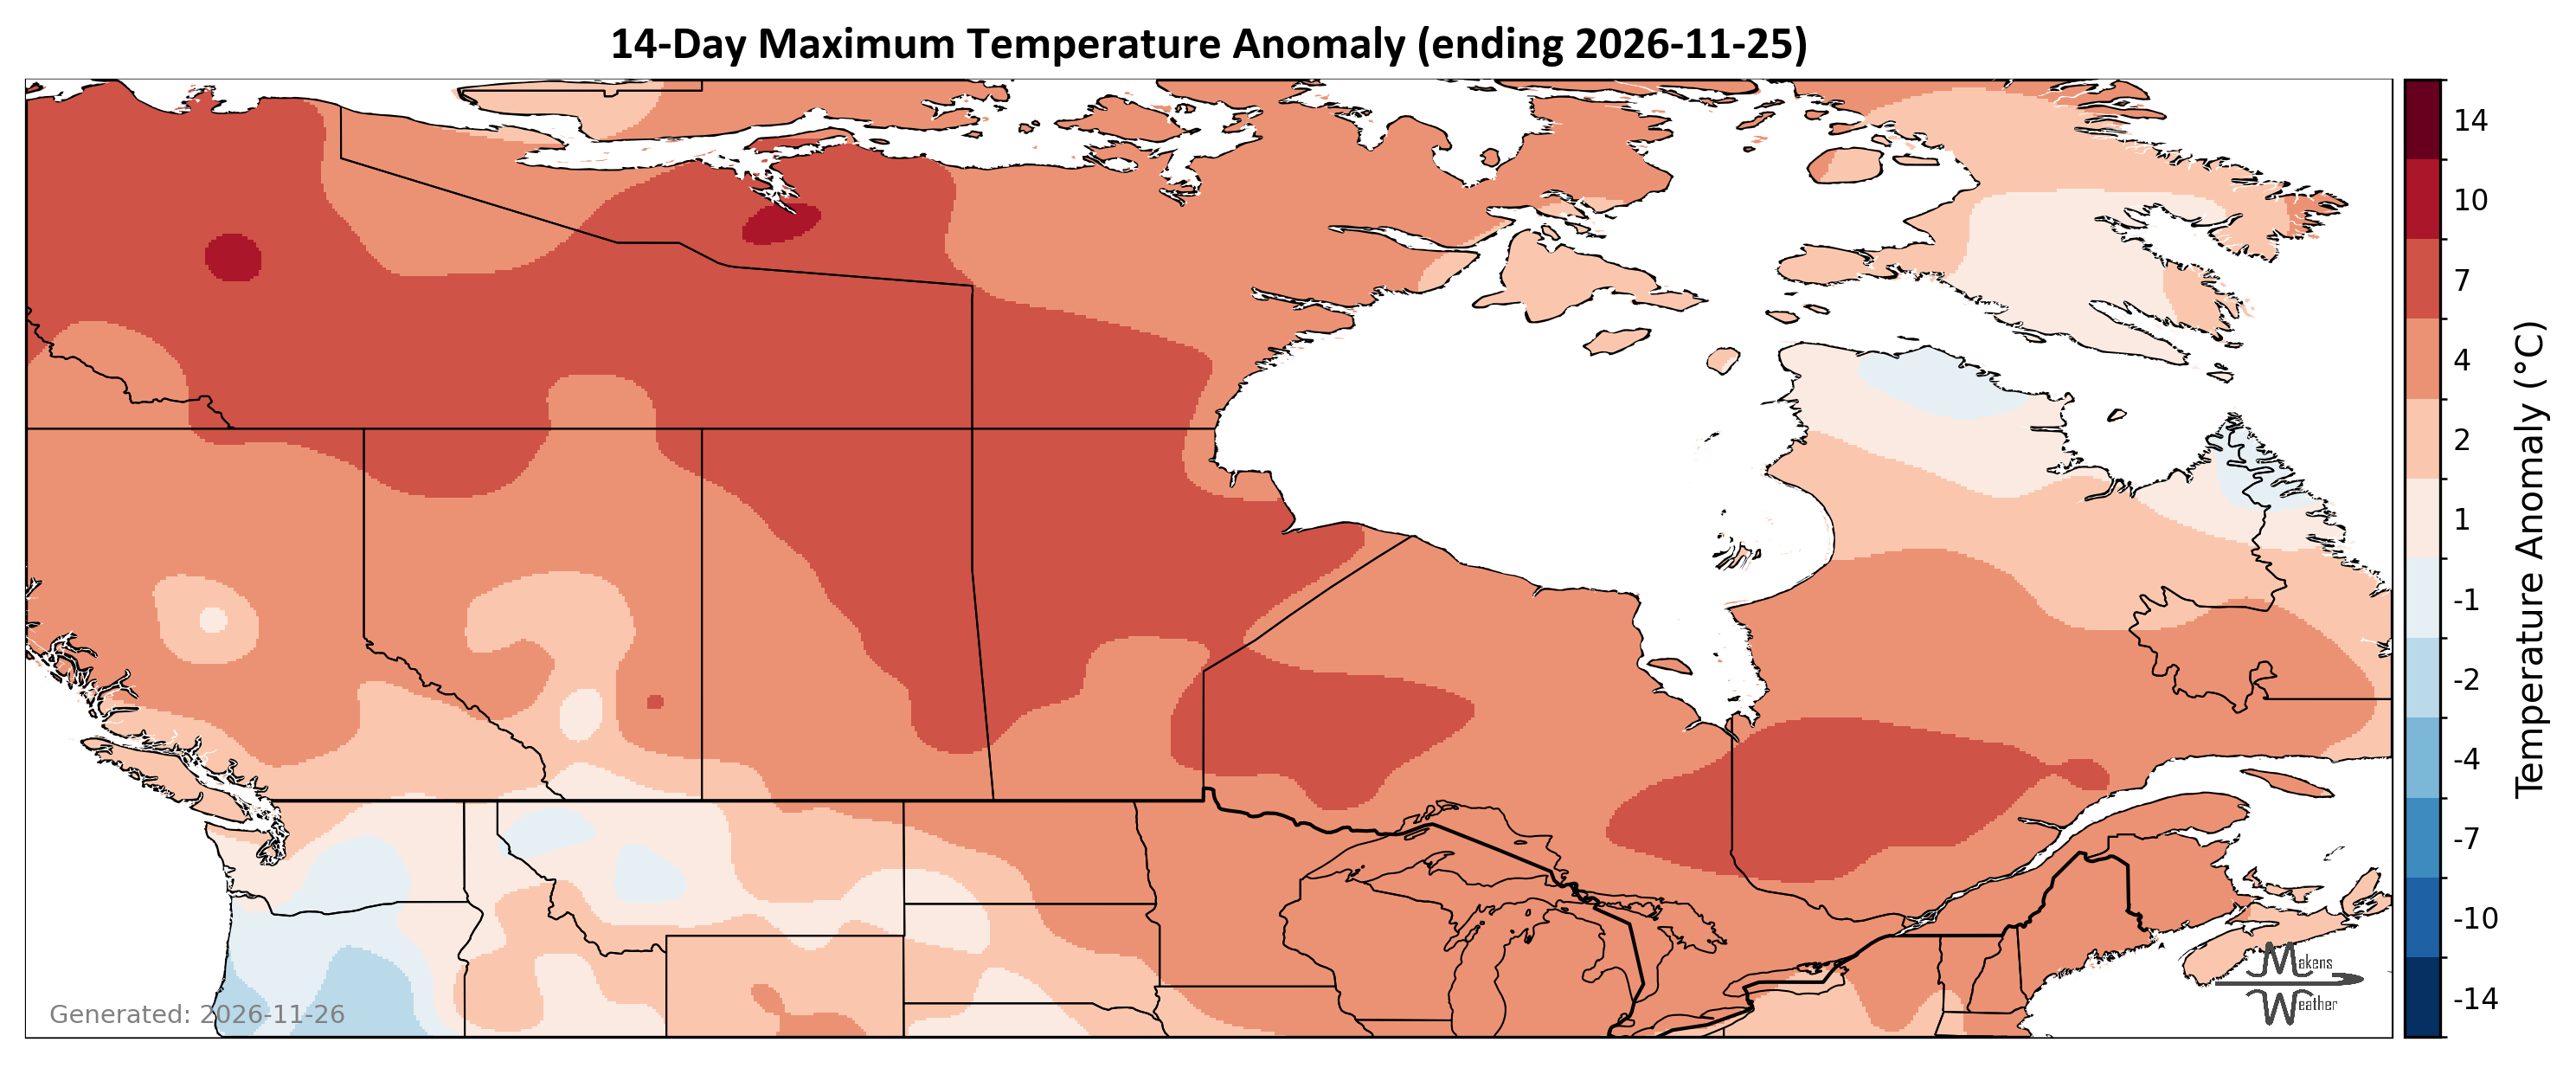 14-Day Maximum Temperature Anomaly (ending 2026-11-25)
14
10
7
4
2
1
-1
-2
-4
-7
-10
-14
Temperature Anomaly (°C)
Generated: 2026-11-26
Makens
Weather